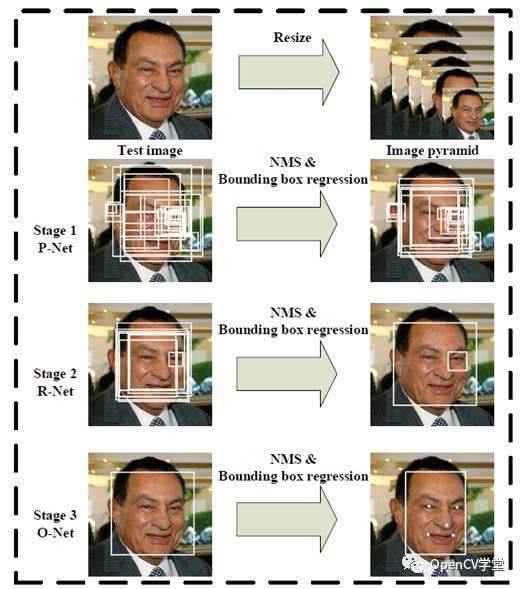 Resize
Test image
Image pyramid
NMS &
Bounding box regression
Stage 1
P-Net
NMS &
Bounding box regression
Stage 2
R-Net
NMS &
Bounding box regression
Stage 3
O-Net
OpenCV学堂